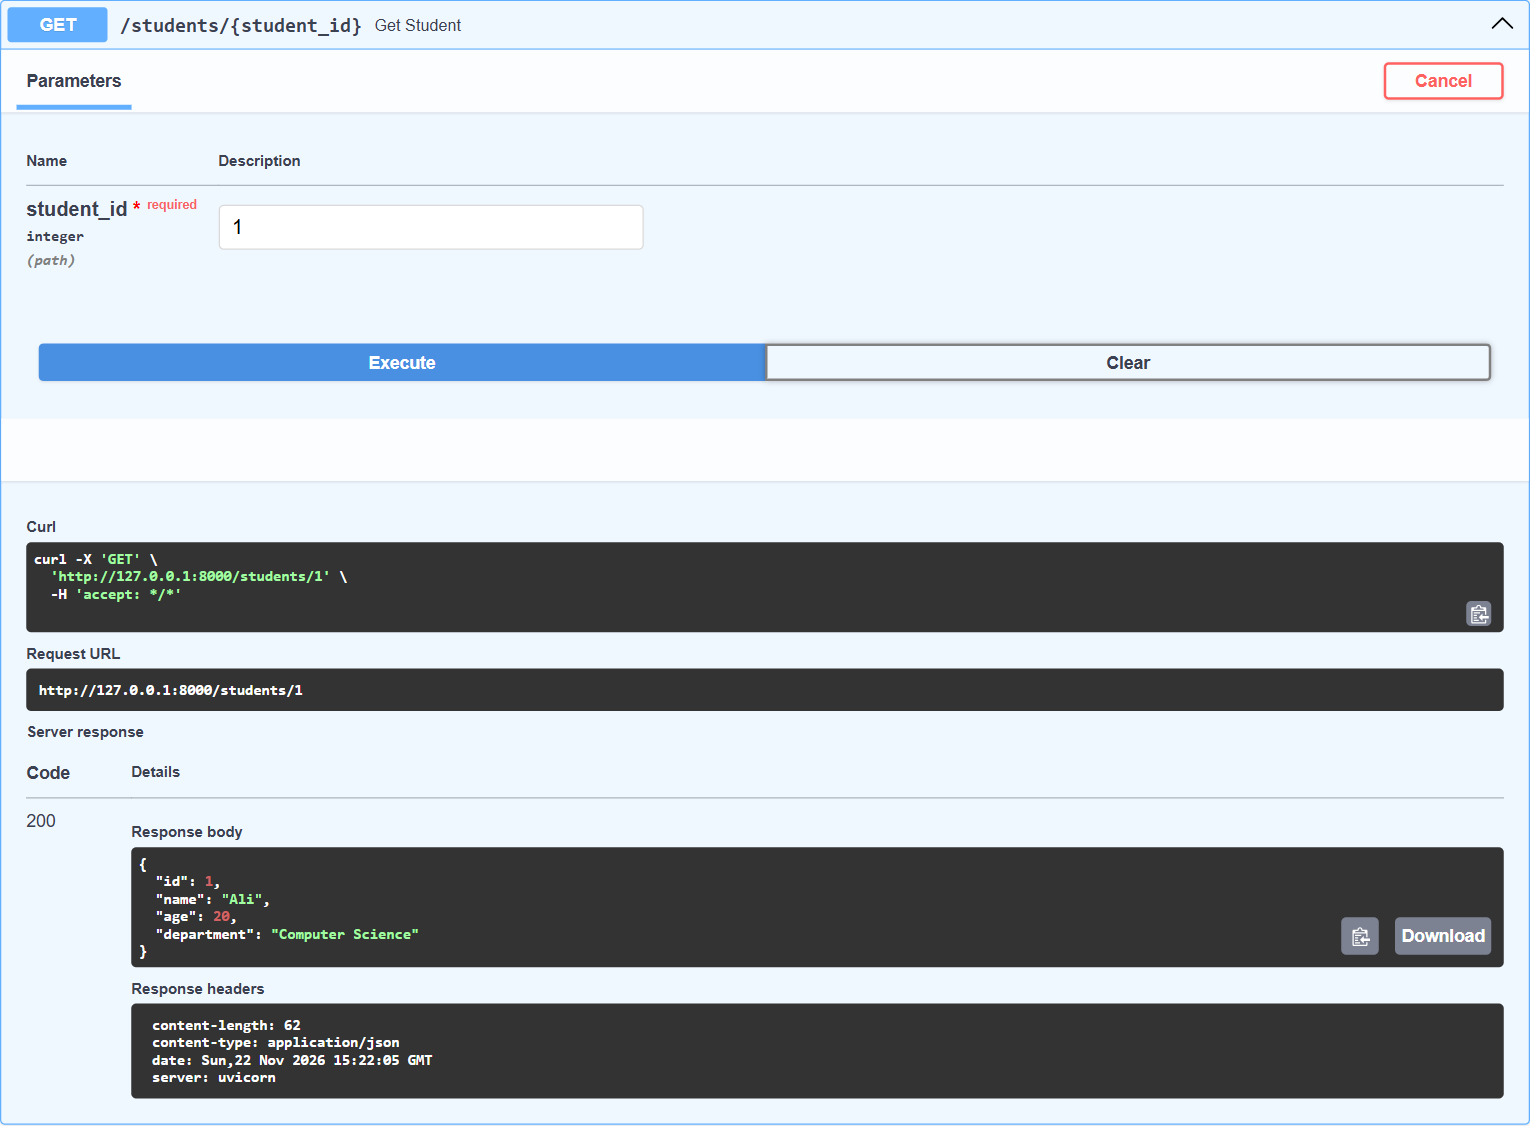 GET /students/{student_id} Get Student
Parameters
Cancel
Name Description
student_id * required
integer
(path)
1
Execute
Clear
Curl
curl -X 'GET' \
  'http://127.0.0.1:8000/students/1' \
  -H 'accept: */*'
Request URL
http://127.0.0.1:8000/students/1
Server response
Code Details
200
Response body
{
  "id": 1,
  "name": "Ali",
  "age": 20,
  "department": "Computer Science"
}
Download
Response headers
content-length: 62
content-type: application/json
date: Sun,22 Nov 2026 15:22:05 GMT
server: uvicorn